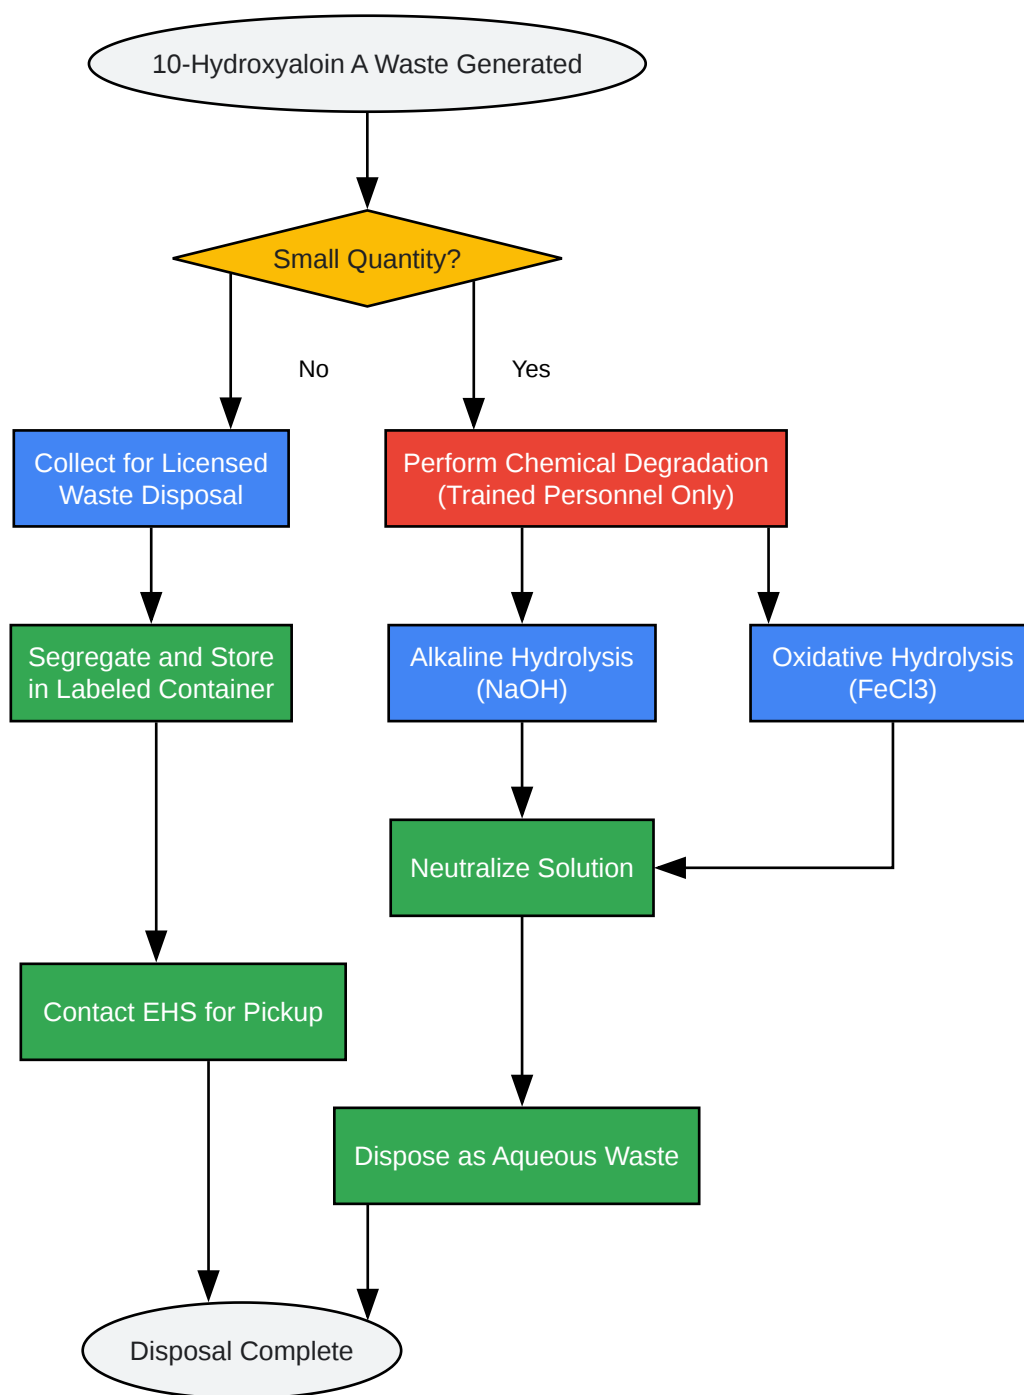 10-Hydroxyaloin A Waste Generated
Small Quantity?
No
Yes
Collect for Licensed
Waste Disposal
Perform Chemical Degradation
(Trained Personnel Only)
Segregate and Store
in Labeled Container
Alkaline Hydrolysis
(NaOH)
Oxidative Hydrolysis
(FeCl3)
Neutralize Solution
Contact EHS for Pickup
Dispose as Aqueous Waste
Disposal Complete